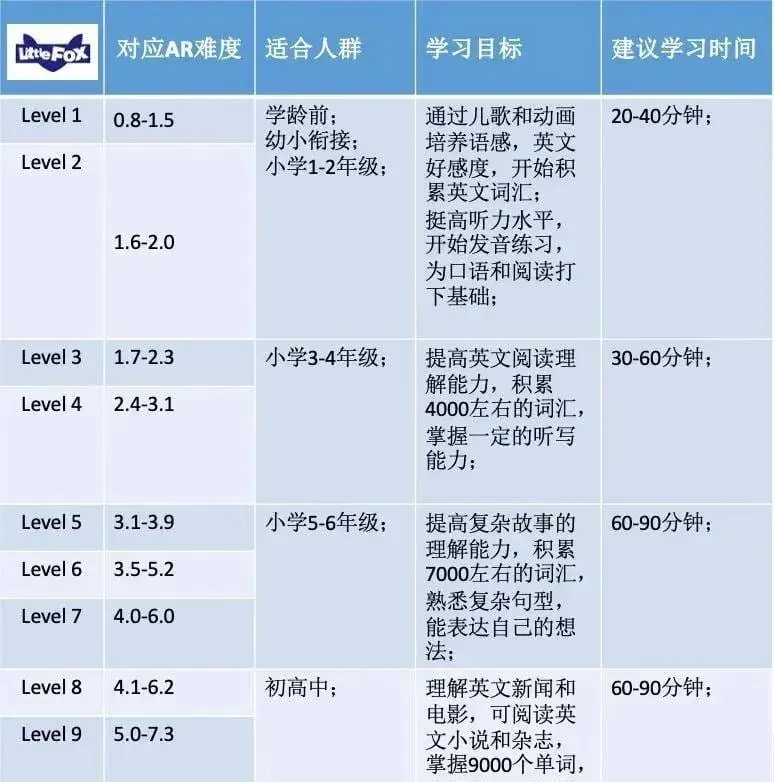 Little FOX 对应AR难度 适合人群 学习目标 建议学习时间
Level 1
0.8-1.5
Level 2
1.6-2.0
学龄前；
幼小衔接；
小学1-2年级；
通过儿歌和动画
培养语感，英文
好感度，开始积
累英文词汇；
挺高听力水平，
开始发音练习，
为口语和阅读打
下基础；
20-40分钟；
Level 3
1.7-2.3
Level 4
2.4-3.1
小学3-4年级；
提高英文阅读理
解能力，积累
4000左右的词汇，
掌握一定的听写
能力；
30-60分钟；
Level 5
3.1-3.9
Level 6
3.5-5.2
Level 7
4.0-6.0
小学5-6年级；
提高复杂故事的
理解能力，积累
7000左右的词汇，
熟悉复杂句型，
能表达自己的想
法；
60-90分钟；
Level 8
4.1-6.2
Level 9
5.0-7.3
初高中；
理解英文新闻和
电影，可阅读英
文小说和杂志，
掌握9000个单词，
60-90分钟；